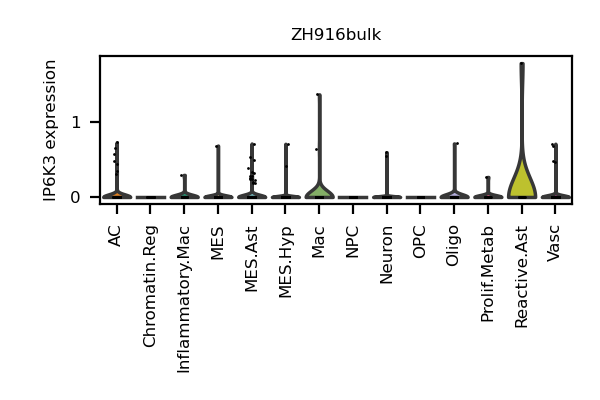 ZH916bulk
IP6K3 expression
1
0
AC
Chromatin.Reg
Inflammatory.Mac
MES
MES.Ast
MES.Hyp
Mac
NPC
Neuron
OPC
Oligo
Prolif.Metab
Reactive.Ast
Vasc